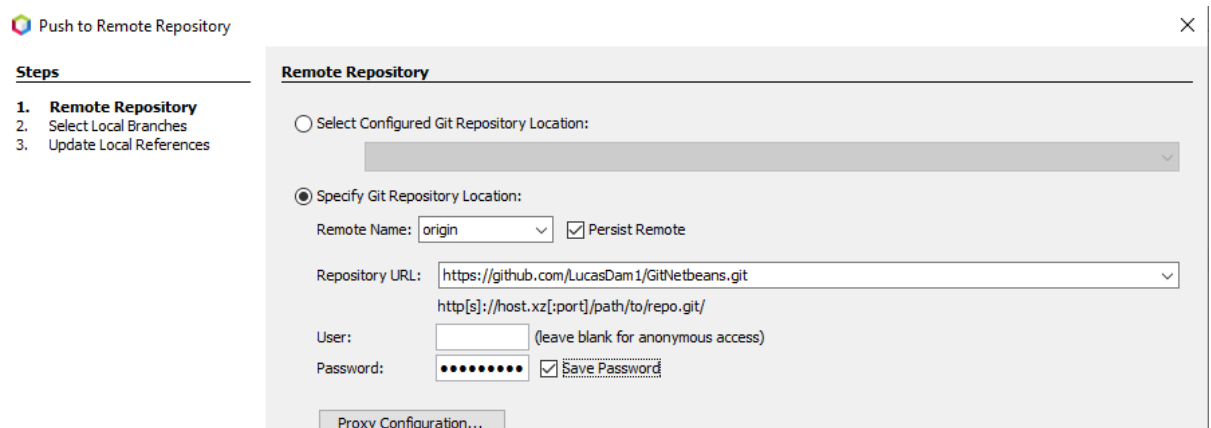 Push to Remote Repository
Steps
1. Remote Repository
2. Select Local Branches
3. Update Local References
Remote Repository
Select Configured Git Repository Location:
Specify Git Repository Location:
Remote Name: origin Persist Remote
Repository URL: https://github.com/LucasDam1/GitNetbeans.git
http[s]://host.xz[:port]/path/to/repo.git/
User: (leave blank for anonymous access)
Password: ●●●●●●●●● Save Password
Proxy Configuration...